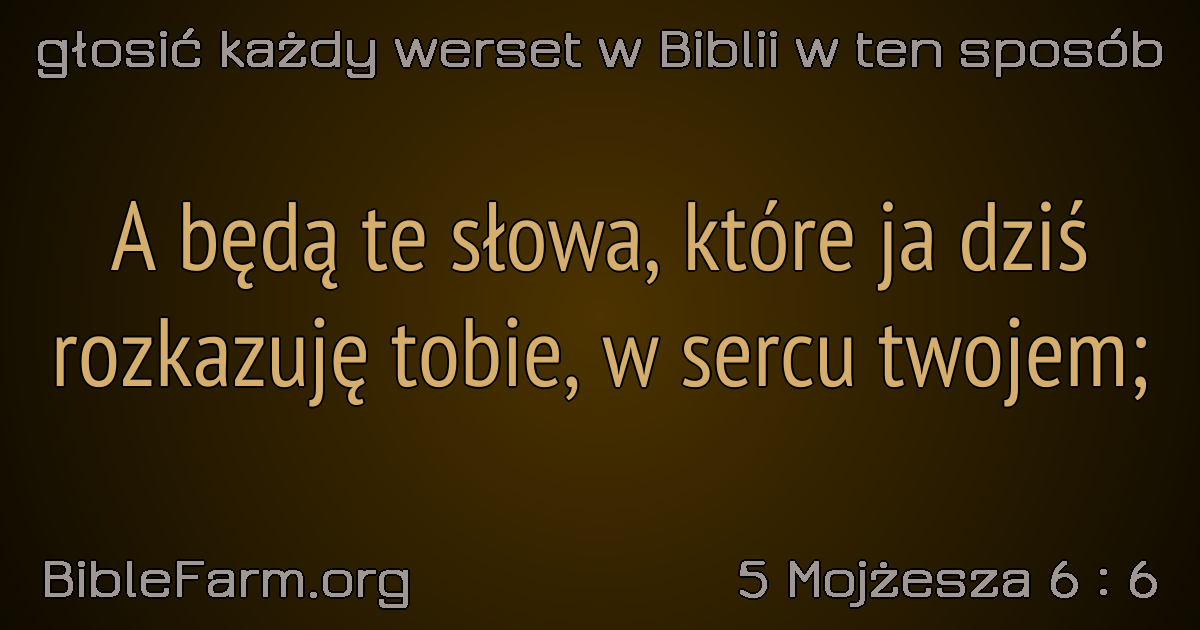 głosić każdy werset w Biblii w ten sposób
A będą te słowa, które ja dziś
rozkazuję tobie, w sercu twojem;
BibleFarm.org
5 Mojżesza 6 : 6